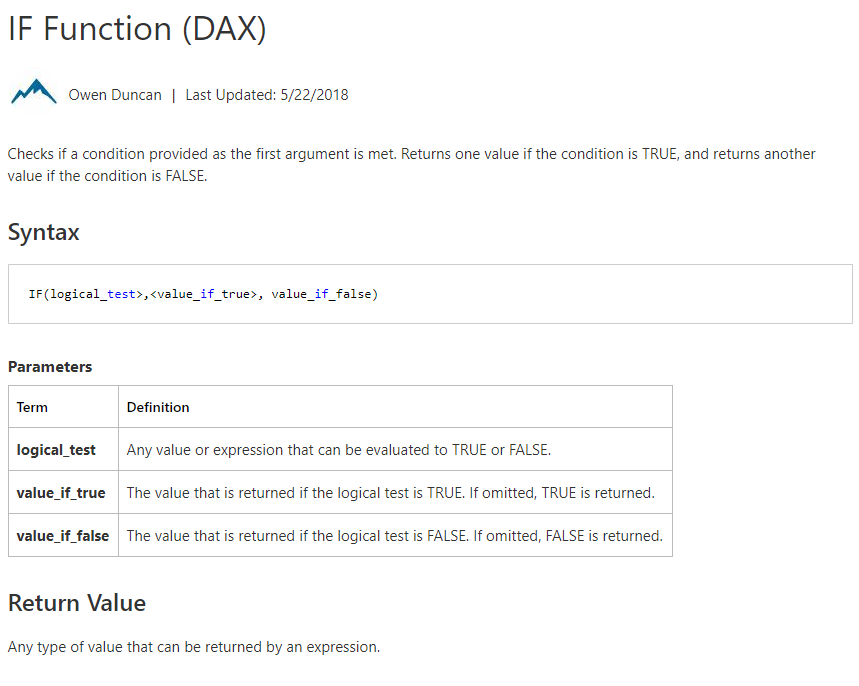 IF Function (DAX)
Owen Duncan | Last Updated: 5/22/2018
Checks if a condition provided as the first argument is met. Returns one value if the condition is TRUE, and returns another
value if the condition is FALSE.
Syntax
IF(logical_test>,<value_if_true>, value_if_false)
Parameters
Term Definition
logical_test Any value or expression that can be evaluated to TRUE or FALSE.
value_if_true The value that is returned if the logical test is TRUE. If omitted, TRUE is returned.
value_if_false The value that is returned if the logical test is FALSE. If omitted, FALSE is returned.
Return Value
Any type of value that can be returned by an expression.